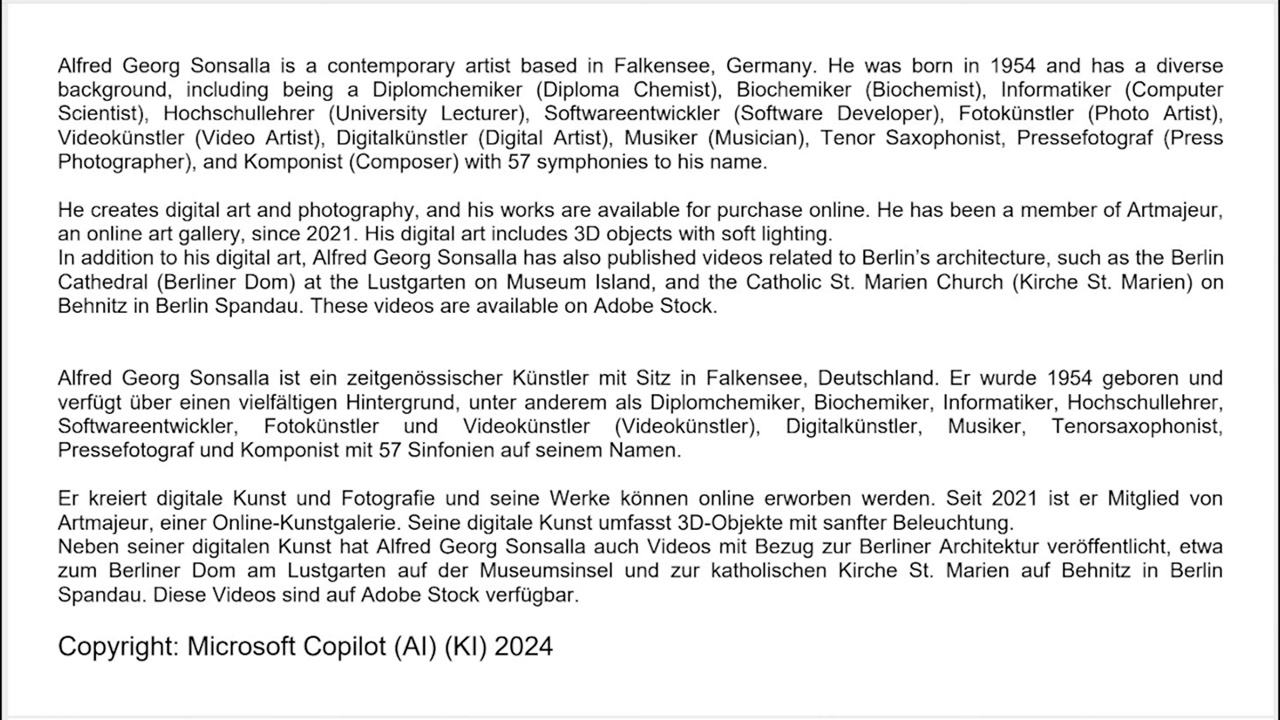 Alfred Georg Sonsalla is a contemporary artist based in Falkensee, Germany. He was born in 1954 and has a diverse
background, including being a Diplomchemiker (Diploma Chemist), Biochemiker (Biochemist), Informatiker (Computer
Scientist), Hochschullehrer (University Lecturer), Softwareentwickler (Software Developer), Fotokünstler (Photo Artist),
Videokünstler (Video Artist), Digitalkünstler (Digital Artist), Musiker (Musician), Tenor Saxophonist, Pressefotograf (Press
Photographer), and Komponist (Composer) with 57 symphonies to his name.
He creates digital art and photography, and his works are available for purchase online. He has been a member of Artmajeur,
an online art gallery, since 2021. His digital art includes 3D objects with soft lighting.
In addition to his digital art, Alfred Georg Sonsalla has also published videos related to Berlin’s architecture, such as the Berlin
Cathedral (Berliner Dom) at the Lustgarten on Museum Island, and the Catholic St. Marien Church (Kirche St. Marien) on
Behnitz in Berlin Spandau. These videos are available on Adobe Stock.
Alfred Georg Sonsalla ist ein zeitgenössischer Künstler mit Sitz in Falkensee, Deutschland. Er wurde 1954 geboren und
verfügt über einen vielfältigen Hintergrund, unter anderem als Diplomchemiker, Biochemiker, Informatiker, Hochschullehrer,
Softwareentwickler, Fotokünstler und Videokünstler (Videokünstler), Digitalkünstler, Musiker, Tenorsaxophonist,
Pressefotograf und Komponist mit 57 Sinfonien auf seinem Namen.
Er kreiert digitale Kunst und Fotografie und seine Werke können online erworben werden. Seit 2021 ist er Mitglied von
Artmajeur, einer Online-Kunstgalerie. Seine digitale Kunst umfasst 3D-Objekte mit sanfter Beleuchtung.
Neben seiner digitalen Kunst hat Alfred Georg Sonsalla auch Videos mit Bezug zur Berliner Architektur veröffentlicht, etwa
zum Berliner Dom am Lustgarten auf der Museumsinsel und zur katholischen Kirche St. Marien auf Behnitz in Berlin
Spandau. Diese Videos sind auf Adobe Stock verfügbar.
Copyright: Microsoft Copilot (AI) (KI) 2024